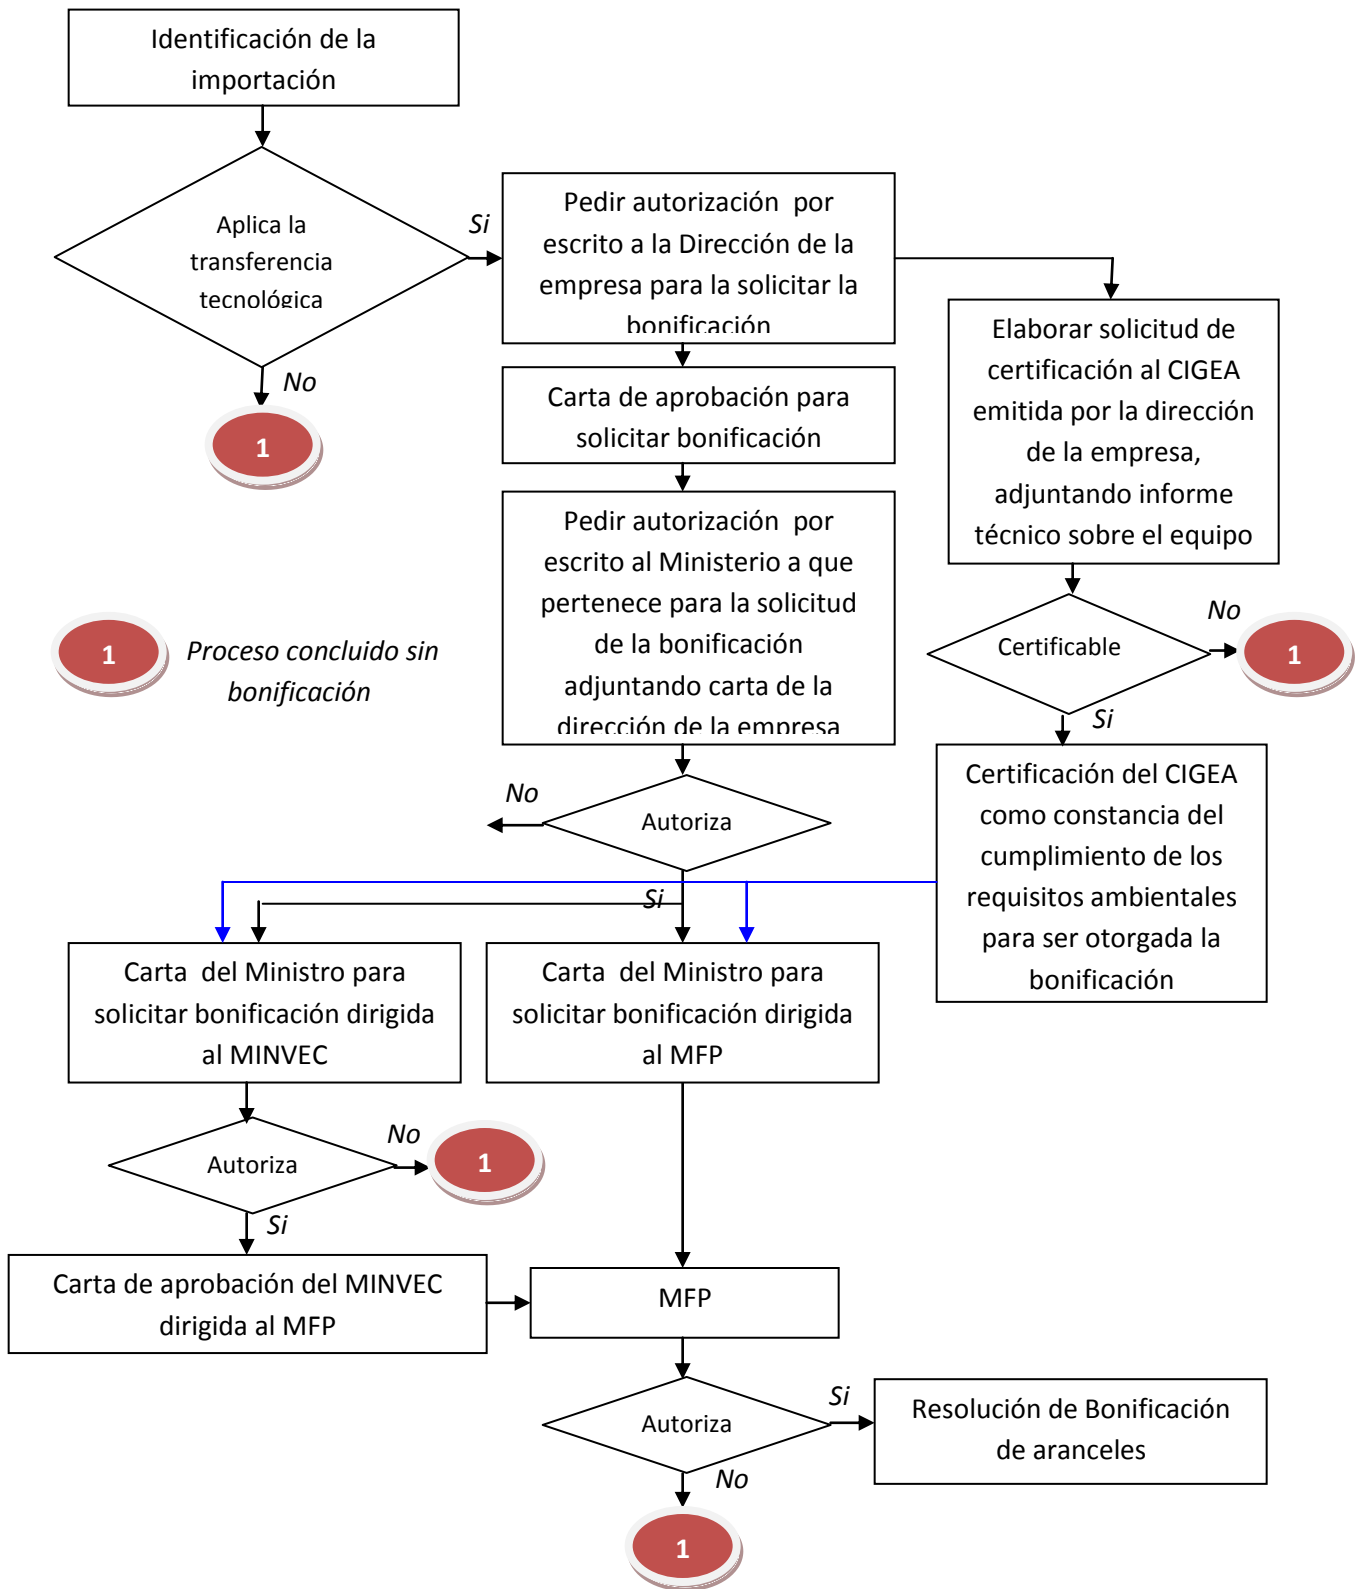 Identificación de la
importación
Aplica la
transferencia
tecnológica
Si
No
1
Pedir autorización por
escrito a la Dirección de la
empresa para la solicitar la
bonificación
Carta de aprobación para
solicitar bonificación
Elaborar solicitud de
certificación al CIGEA
emitida por la dirección
de la empresa,
adjuntando informe
técnico sobre el equipo
Pedir autorización por
escrito al Ministerio a que
pertenece para la solicitud
de la bonificación
adjuntando carta de la
dirección de la empresa
1
Proceso concluido sin
bonificación
Certificable
No
1
Si
Autoriza
No
Si
Certificación del CIGEA
como constancia del
cumplimiento de los
requisitos ambientales
para ser otorgada la
bonificación
Carta del Ministro para
solicitar bonificación dirigida
al MINVEC
Carta del Ministro para
solicitar bonificación dirigida
al MFP
Autoriza
No
1
Si
Carta de aprobación del MINVEC
dirigida al MFP
MFP
Autoriza
Si
Resolución de Bonificación
de aranceles
No
1